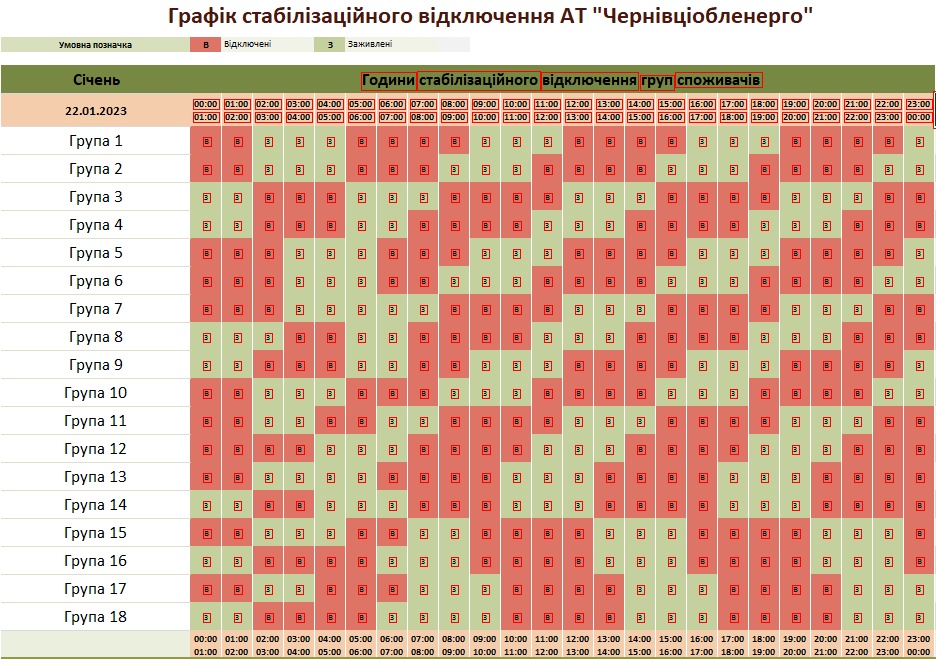 Графік стабілізаційного відключення АТ "Чернівціобленерго"
Умовна позначка В Відключені З Заживлені
Січень Години стабілізаційного відключення груп споживачів
22.01.2023 00:00 01:00 02:00 03:00 04:00 05:00 06:00 07:00 08:00 09:00 10:00 11:00 12:00 13:00 14:00 15:00 16:00 17:00 18:00 19:00 20:00 21:00 22:00 23:00
01:00 02:00 03:00 04:00 05:00 06:00 07:00 08:00 09:00 10:00 11:00 12:00 13:00 14:00 15:00 16:00 17:00 18:00 19:00 20:00 21:00 22:00 23:00 00:00
Група 1 В В З З З В В В В З З З В В В В З З З В В В В З
Група 2 В В З З З В В В З З З В В В В З З З В В В В З З
Група 3 З З В В В З З З В В В В З З З В В В В З З З В В
Група 4 З З В В В З З В В В В З З З В В В В З З З В В В
Група 5 В В В З З З В В В З З З В В В В З З З В В В В З
Група 6 В В В З З З В В З З З В В В В З З З В В В В З З
Група 7 В В В З З З З З В В В В З З З В В В В З З З В В
Група 8 З З З В В З З В В В В З З З В В В В З З З В В В
Група 9 З З В В З В В В В З З З В В В В З З З В В В В З
Група 10 В В З З З В В В З З З В В В В З З З В В В В З З
Група 11 В В З З В В З З В В В В З З З В В В В З З З В В
Група 12 З З В В З З З В В В В З З З В В В В З З З В В В
Група 13 В В З З В З В В В В З З З В В В В З З З В В В В
Група 14 З З В В З З З В В В З З З В В В В З З З В В В В
Група 15 В В З З З В В З З В В В В З З З В В В В З З З В
Група 16 З З В В В В З З З В В В В З З З В В В В З З З В
Група 17 В В З З В В В З З З В В В В З З З В В В В З З З
Група 18 З З В В В В З З З З В В В В З З З В В В В З З З
00:00 01:00 02:00 03:00 04:00 05:00 06:00 07:00 08:00 09:00 10:00 11:00 12:00 13:00 14:00 15:00 16:00 17:00 18:00 19:00 20:00 21:00 22:00 23:00
01:00 02:00 03:00 04:00 05:00 06:00 07:00 08:00 09:00 10:00 11:00 12:00 13:00 14:00 15:00 16:00 17:00 18:00 19:00 20:00 21:00 22:00 23:00 00:00